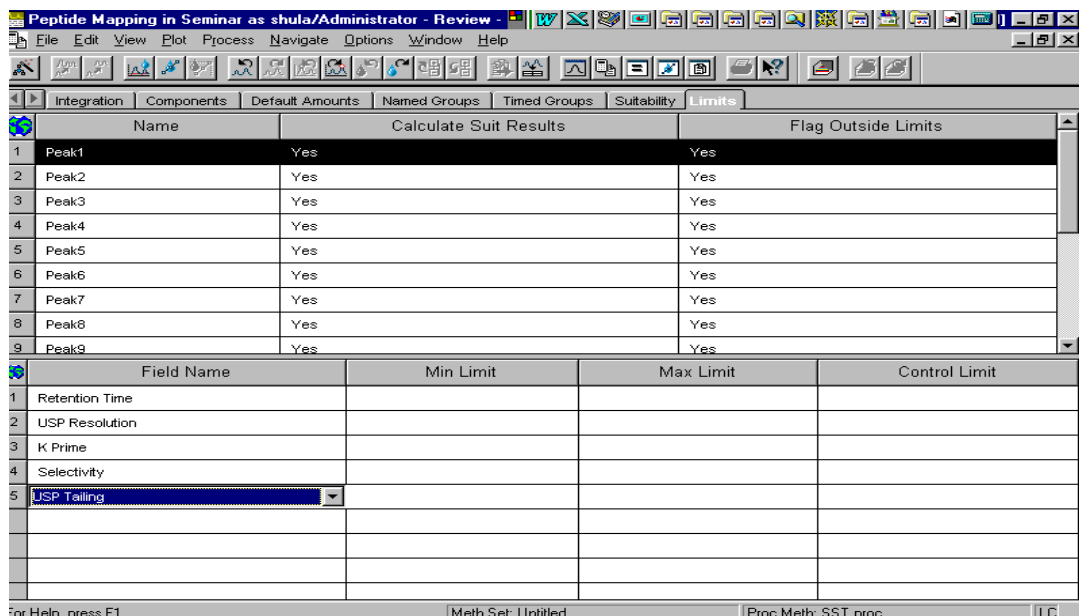 Peptide Mapping in Seminar as shula/Administrator - Review -
File Edit View Plot Process Navigate Options Window Help
Integration Components Default Amounts Named Groups Timed Groups Suitability Limits
Name Calculate Suit Results Flag Outside Limits
1 Peak1 Yes Yes
2 Peak2 Yes Yes
3 Peak3 Yes Yes
4 Peak4 Yes Yes
5 Peak5 Yes Yes
6 Peak6 Yes Yes
7 Peak7 Yes Yes
8 Peak8 Yes Yes
9 Peak9 Yes Yes
Field Name Min Limit Max Limit Control Limit
1 Retention Time
2 USP Resolution
3 K Prime
4 Selectivity
5 USP Tailing
For Help, press F1 Meth Set: Untitled Proc Meth: SST proc LC